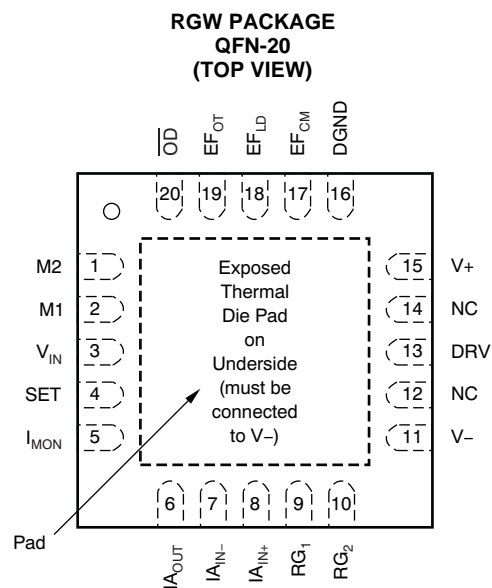 RGW PACKAGE
QFN-20
(TOP VIEW)
OD
EFOT
EFLD
EFCM
DGND
20
19
18
17
16
M2
1
M1
2
VIN
3
SET
4
IMON
5
Exposed
Thermal
Die Pad
on
Underside
(must be
connected
to V−)
15
V+
14
NC
13
DRV
12
NC
11
V−
6
7
8
9
10
Pad
IAOUT
IAIN−
IAIN+
RG1
RG2